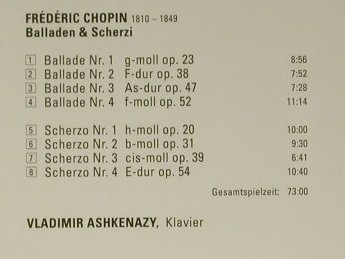 FRÉDÉRIC CHOPIN 1810 – 1849
Balladen & Scherzi
1 Ballade Nr. 1 g-moll op. 23 8:56
2 Ballade Nr. 2 F-dur op. 38 7:52
3 Ballade Nr. 3 As-dur op. 47 7:28
4 Ballade Nr. 4 f-moll op. 52 11:14
5 Scherzo Nr. 1 h-moll op. 20 10:00
6 Scherzo Nr. 2 b-moll op. 31 9:30
7 Scherzo Nr. 3 cis-moll op. 39 6:41
8 Scherzo Nr. 4 E-dur op. 54 10:40
Gesamtspielzeit: 73:00
VLADIMIR ASHKENAZY, Klavier